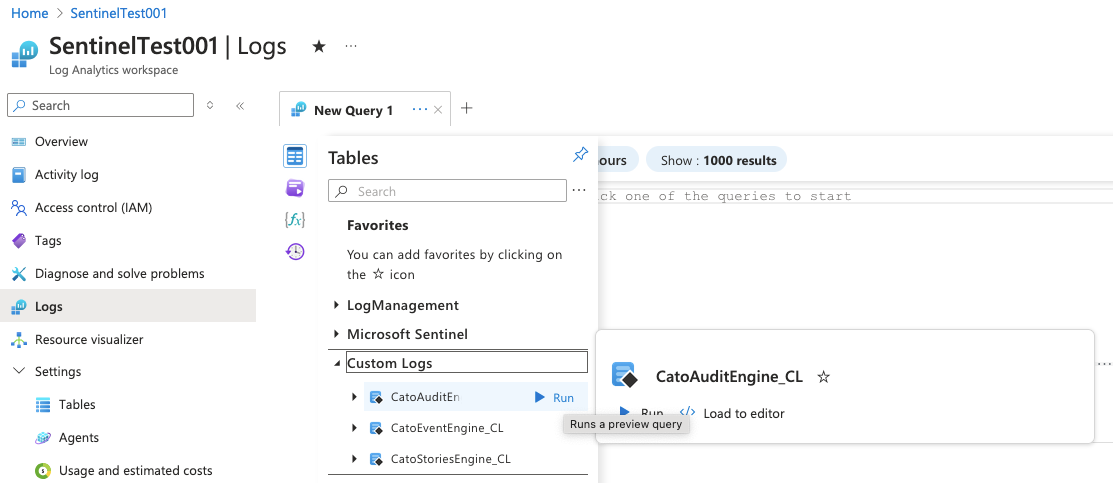 Home > SentinelTest001
SentinelTest001 | Logs ★ ...
Log Analytics workspace
Search
«
New Query 1 ... × +
Overview
Activity log
Access control (IAM)
Tags
Diagnose and solve problems
Logs
Resource visualizer
Settings
Tables
Agents
Usage and estimated costs
Tables
Search ...
Favorites
You can add favorites by clicking on
the ☆ icon
LogManagement
Microsoft Sentinel
Custom Logs
CatoAuditEn Run
CatoEventEngine_CL
CatoStoriesEngine_CL
ours Show : 1000 results
ck one of the queries to start
CatoAuditEngine_CL ☆
Run </> Load to editor
Runs a preview query
...